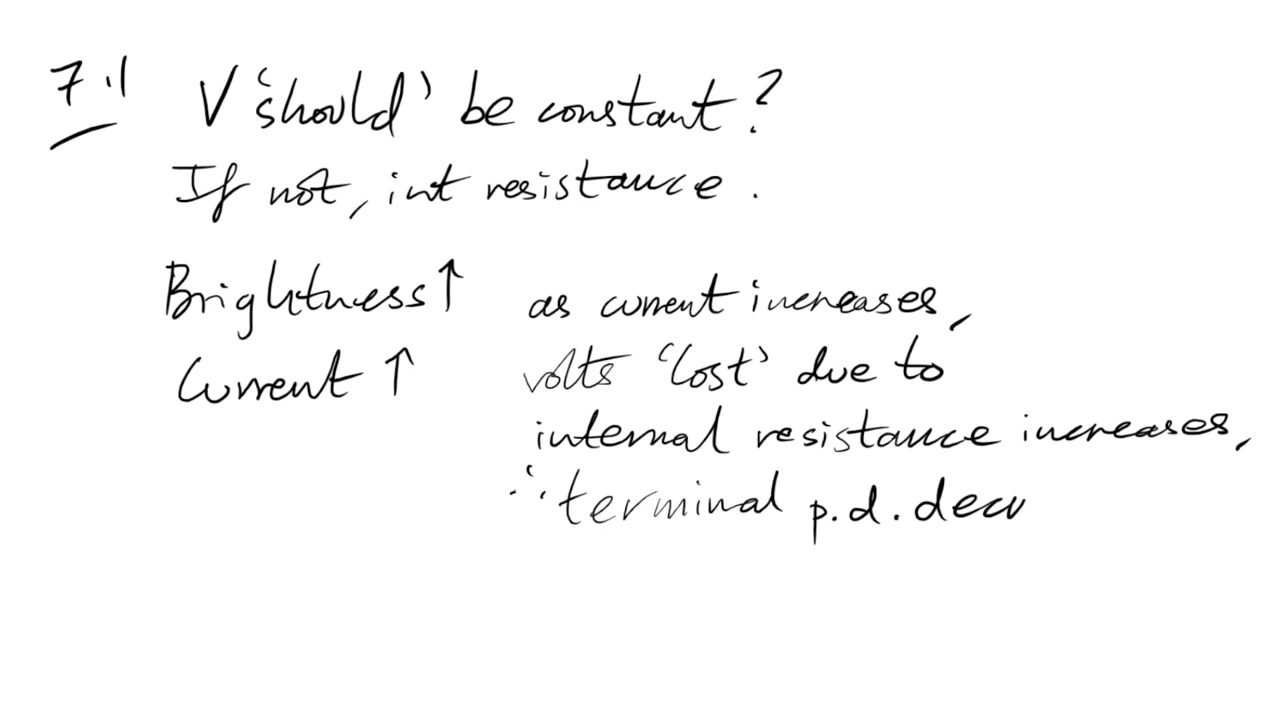 7.1 V 'should' be constant?
If not, int resistance.
Brightness↑ as current increases,
Current ↑ volts 'lost' due to
internal resistance increases,
∴ terminal p.d. decr